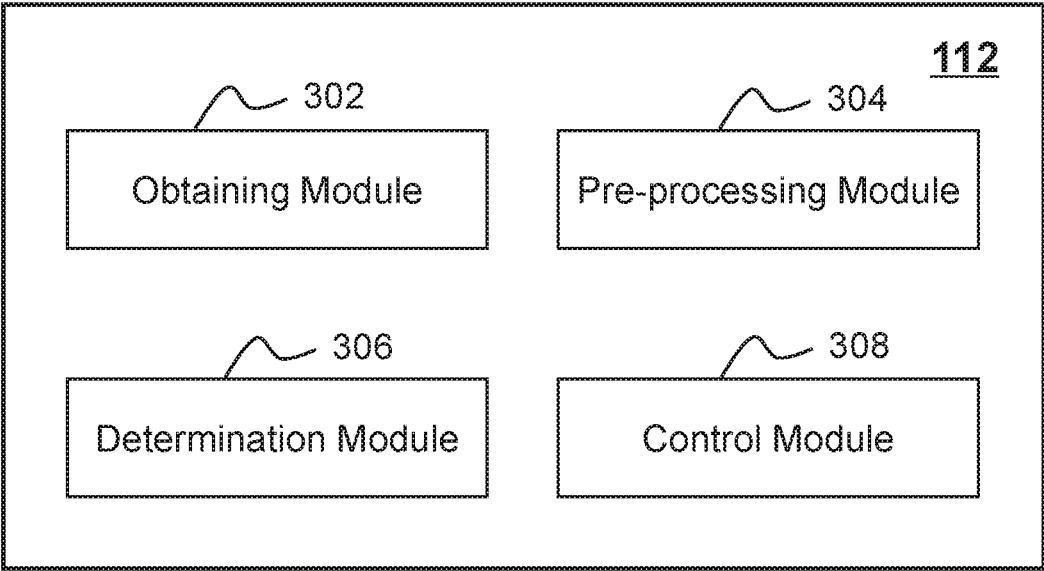 112
302
304
Obtaining Module
Pre-processing Module
306
308
Determination Module
Control Module